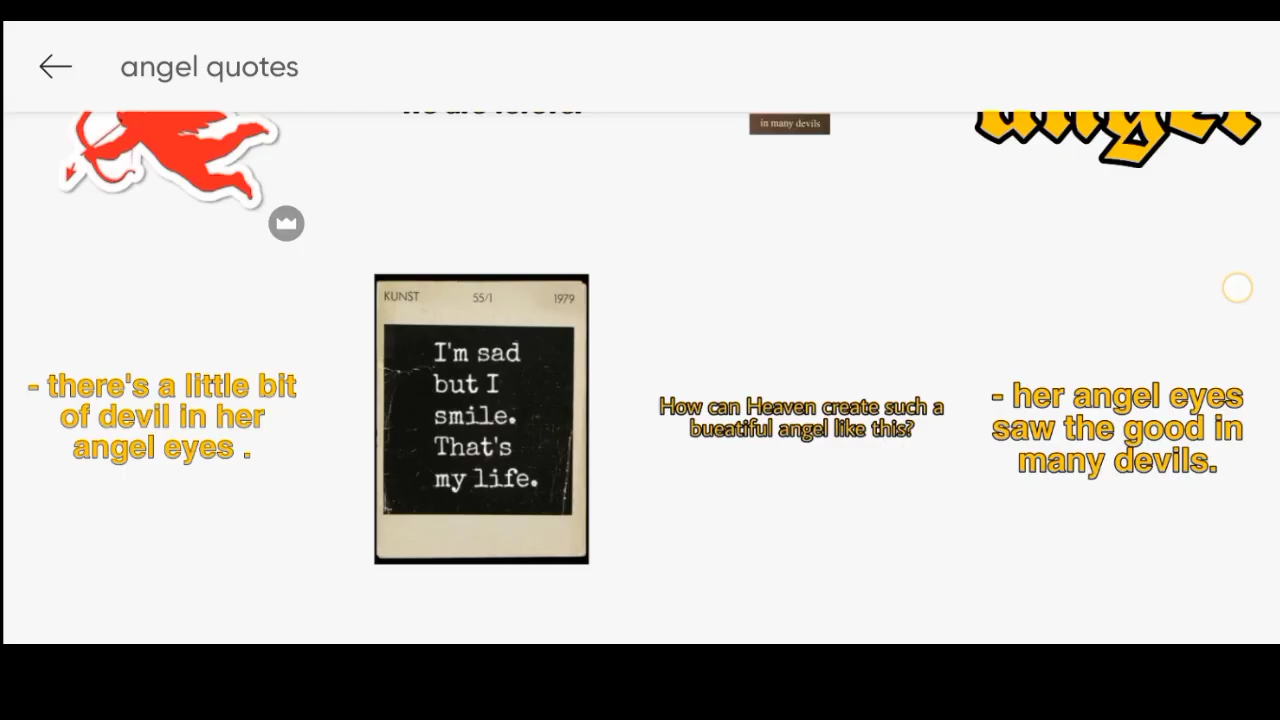 angel quotes
in many devils
angel
- there's a little bit
of devil in her
angel eyes .
KUNST 55/1 1979
I'm sad
but I
smile.
That's
my life.
How can Heaven create such a
bueatiful angel like this?
- her angel eyes
saw the good in
many devils.